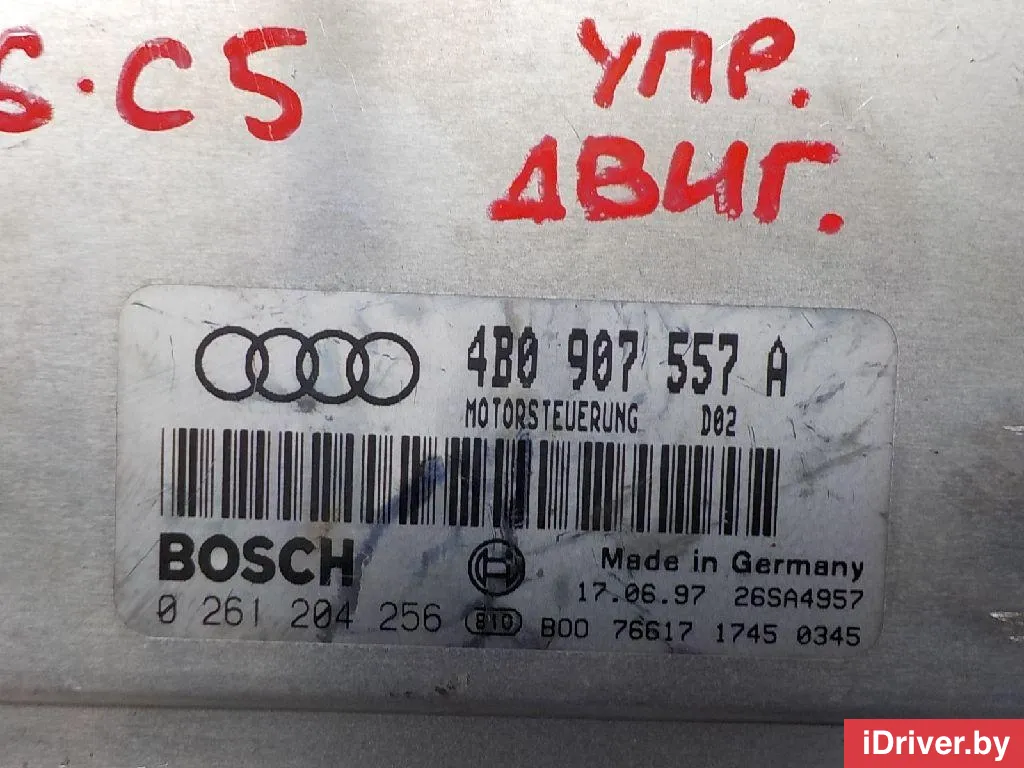 6·C5
УПР.
ДВИГ.
4B0 907 557 A
MOTORSTEUERUNG D02
BOSCH
Made in Germany
17.06.97 26SA4957
0 261 204 256 810 B00 76617 1745 0345
iDriver.by